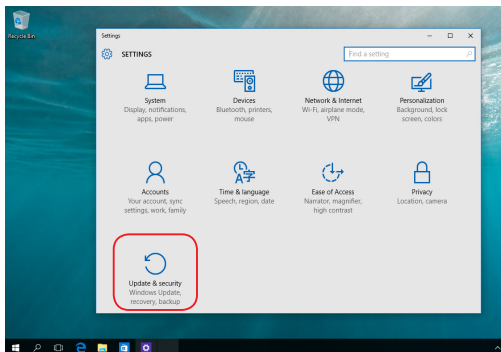 Recycle Bin
Settings
SETTINGS
Find a setting
System
Display, notifications,
apps, power
Devices
Bluetooth, printers,
mouse
Network & Internet
Wi-Fi, airplane mode,
VPN
Personalization
Background, lock
screen, colors
Accounts
Your account, sync
settings, work, family
Time & language
Speech, region, date
Ease of Access
Narrator, magnifier,
high contrast
Privacy
Location, camera
Update & security
Windows Update,
recovery, backup